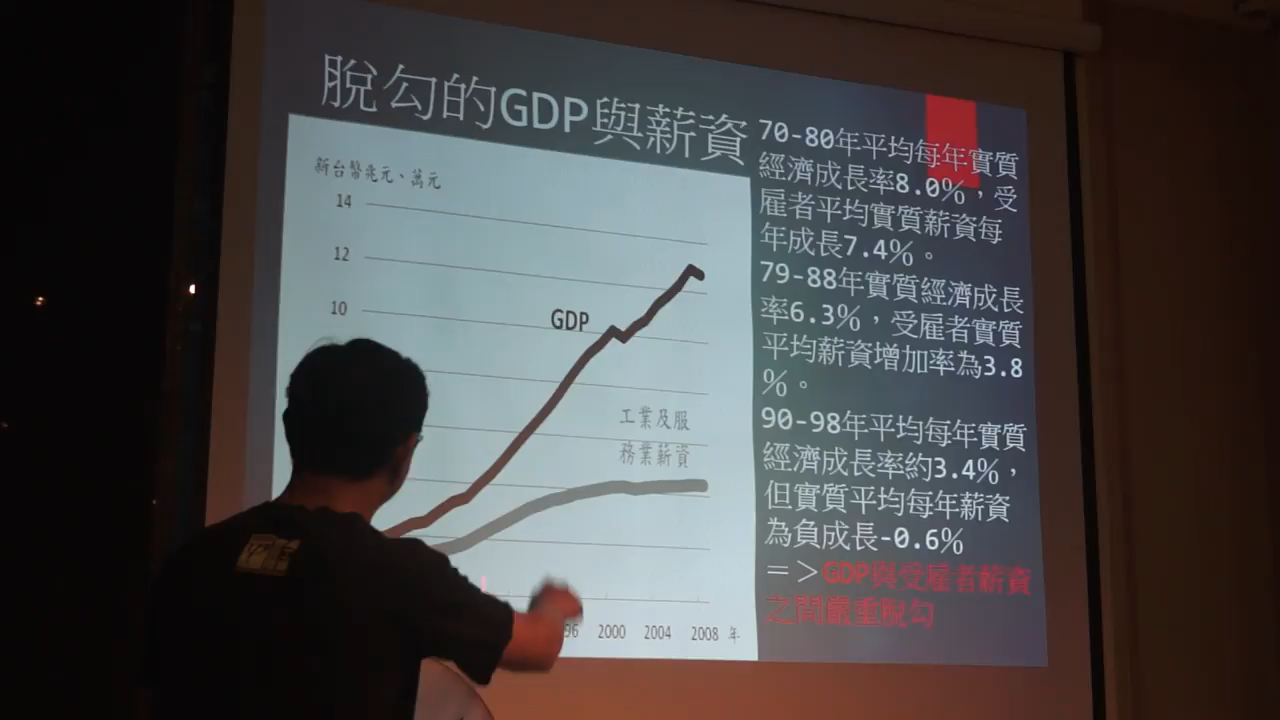 脫勾的GDP與薪資
新台幣兆元、萬元
14
12
10
GDP
工業及服
務業薪資
96 2000 2004 2008 年
70-80年平均每年實質
經濟成長率8.0%，受
雇者平均實質薪資每
年成長7.4%。
79-88年實質經濟成長
率6.3%，受雇者實質
平均薪資增加率為3.8
%。
90-98年平均每年實質
經濟成長率約3.4%，
但實質平均每年薪資
為負成長-0.6%
=>GDP與受雇者薪資
之間嚴重脫勾